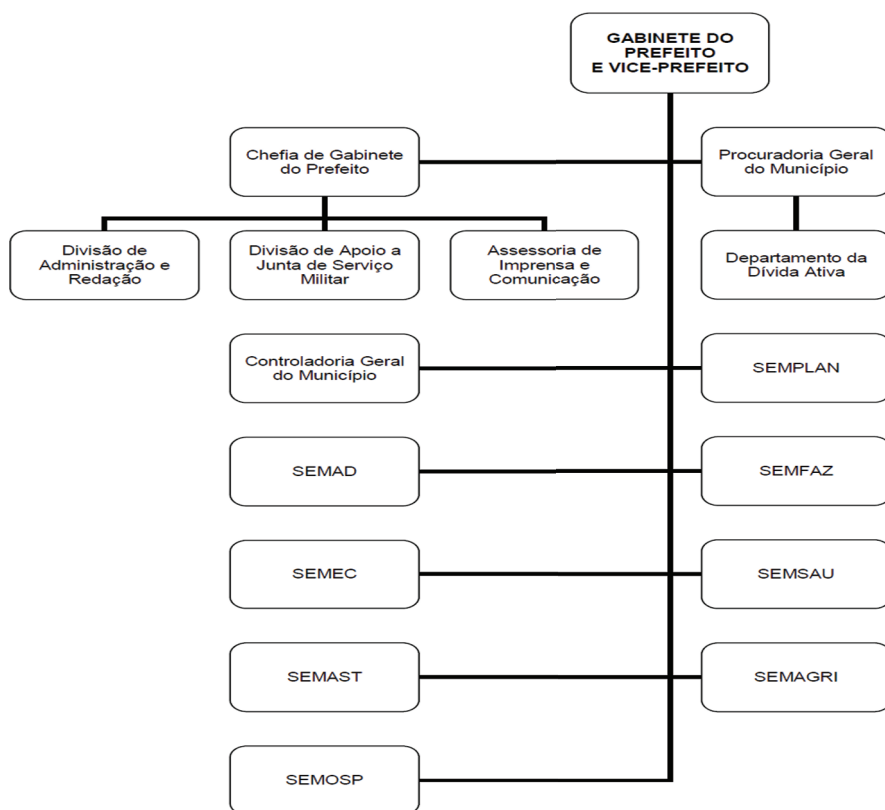 GABINETE DO
PREFEITO
E VICE-PREFEITO
Chefia de Gabinete
do Prefeito
Procuradoria Geral
do Município
Divisão de
Administração e
Redação
Divisão de Apoio a
Junta de Serviço
Militar
Assessoria de
Imprensa e
Comunicação
Departamento da
Dívida Ativa
Controladoria Geral
do Município
SEMPLAN
SEMAD
SEMFAZ
SEMEC
SEMSAU
SEMAST
SEMAGRI
SEMOSP